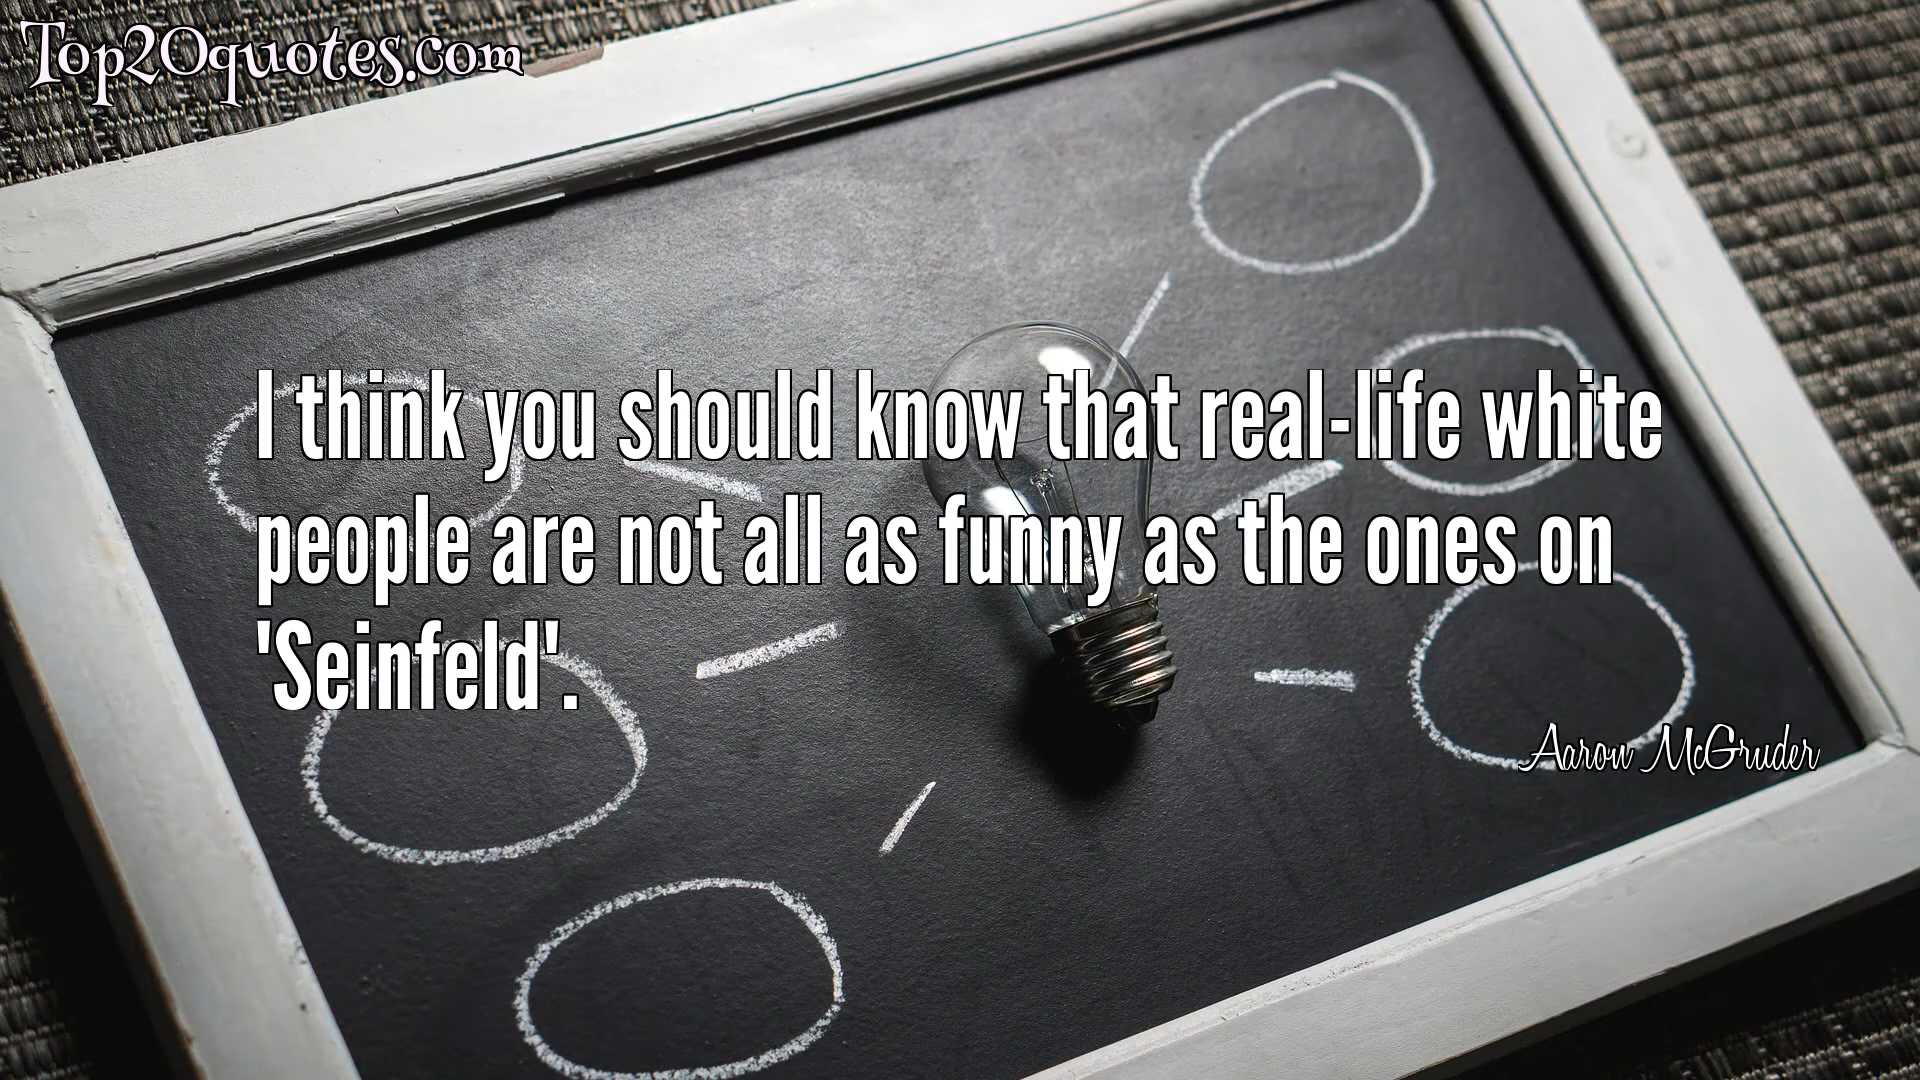 Top20quotes.com
I think you should know that real-life white
people are not all as funny as the ones on
'Seinfeld'.
Aaron McGruder